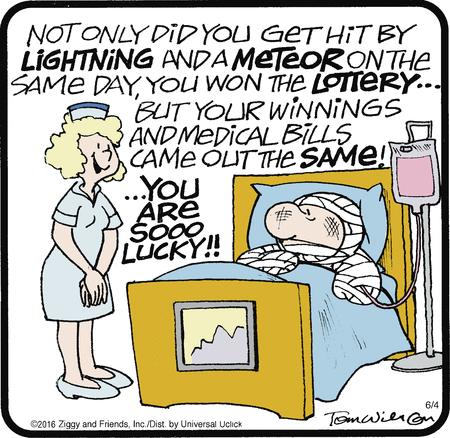 NOT ONLY DID YOU GET HIT BY
LIGHTNING AND A METEOR ON THE
SAME DAY, YOU WON THE LOTTERY...
BUT YOUR WINNINGS
AND MEDICAL BILLS
CAME OUT THE SAME!
...YOU
ARE
SOOO
LUCKY!!
6/4
©2016 Ziggy and Friends, Inc./Dist. by Universal Uclick
Tom Wilson